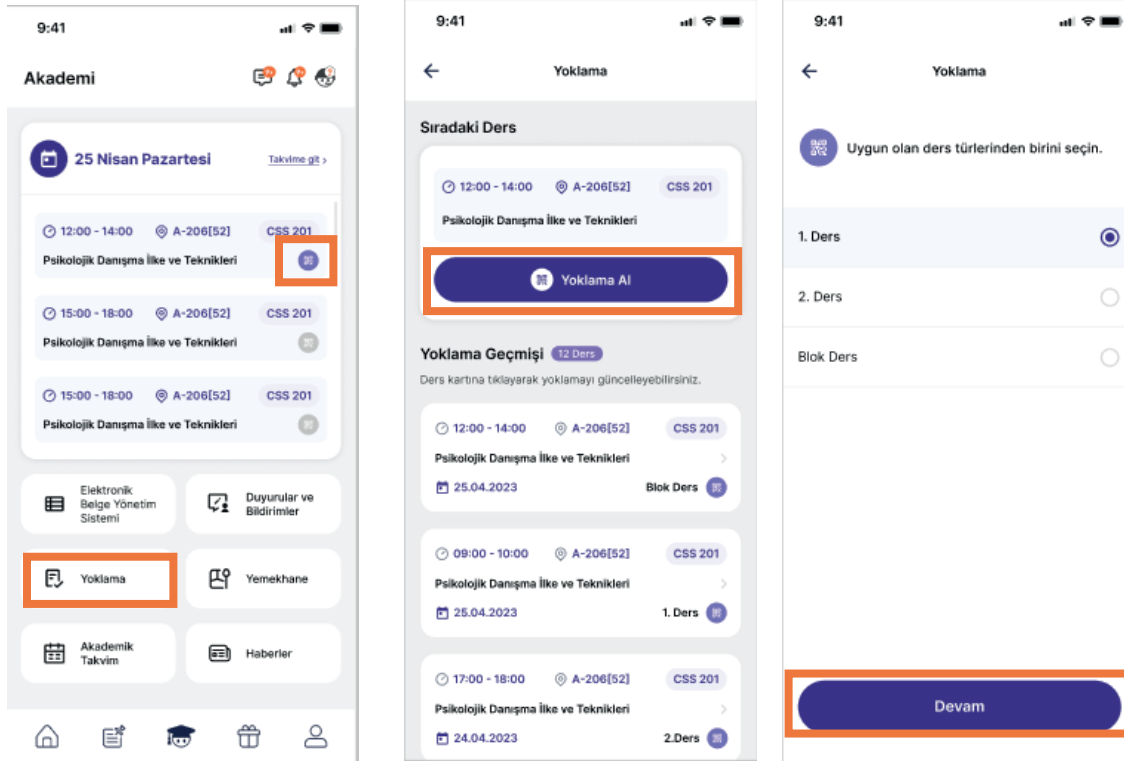 9:41
Akademi
25 Nisan Pazartesi
Takvime git >
12:00 - 14:00 A-206[52] CSS 201
Psikolojik Danışma İlke ve Teknikleri
15:00 - 18:00 A-206[52] CSS 201
Psikolojik Danışma İlke ve Teknikleri
15:00 - 18:00 A-206[52] CSS 201
Psikolojik Danışma İlke ve Teknikleri
Elektronik
Belge Yönetim
Sistemi
Duyurular ve
Bildirimler
Yoklama
Yemekhane
Akademik
Takvim
Haberler
9:41
Yoklama
Sıradaki Ders
12:00 - 14:00 A-206[52] CSS 201
Psikolojik Danışma İlke ve Teknikleri
Yoklama Al
Yoklama Geçmişi 12 Ders
Ders kartına tıklayarak yoklamayı güncelleyebilirsiniz.
12:00 - 14:00 A-206[52] CSS 201
Psikolojik Danışma İlke ve Teknikleri
25.04.2023 Blok Ders
09:00 - 10:00 A-206[52] CSS 201
Psikolojik Danışma İlke ve Teknikleri
25.04.2023 1. Ders
17:00 - 18:00 A-206[52] CSS 201
Psikolojik Danışma İlke ve Teknikleri
24.04.2023 2.Ders
9:41
Yoklama
Uygun olan ders türlerinden birini seçin.
1. Ders
2. Ders
Blok Ders
Devam